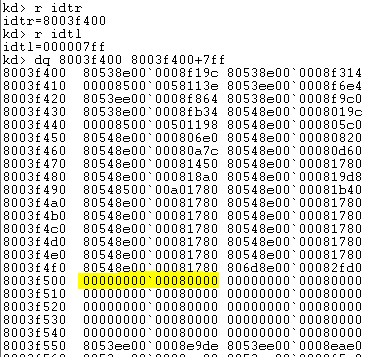 kd> r idtr
idtr=8003f400
kd> r idtl
idtl=000007ff
kd> dq 8003f400 8003f400+7ff
8003f400 80538e00`0008f19c 80538e00`0008f314
8003f410 00008500`0058113e 8053ee00`0008f6e4
8003f420 8053ee00`0008f864 80538e00`0008f9c0
8003f430 80538e00`0008fb34 80548e00`0008019c
8003f440 00008500`00501198 80548e00`000805c0
8003f450 80548e00`000806e0 80548e00`00080820
8003f460 80548e00`00080a7c 80548e00`00080d60
8003f470 80548e00`00081450 80548e00`00081780
8003f480 80548e00`000818a0 80548e00`000819d8
8003f490 80548500`00a01780 80548e00`00081b40
8003f4a0 80548e00`00081780 80548e00`00081780
8003f4b0 80548e00`00081780 80548e00`00081780
8003f4c0 80548e00`00081780 80548e00`00081780
8003f4d0 80548e00`00081780 80548e00`00081780
8003f4e0 80548e00`00081780 80548e00`00081780
8003f4f0 80548e00`00081780 806d8e00`00082fd0
8003f500 00000000`00080000 00000000`00080000
8003f510 00000000`00080000 00000000`00080000
8003f520 00000000`00080000 00000000`00080000
8003f530 00000000`00080000 00000000`00080000
8003f540 00000000`00080000 00000000`00080000
8003f550 8053ee00`0008e9de 8053ee00`0008eae0